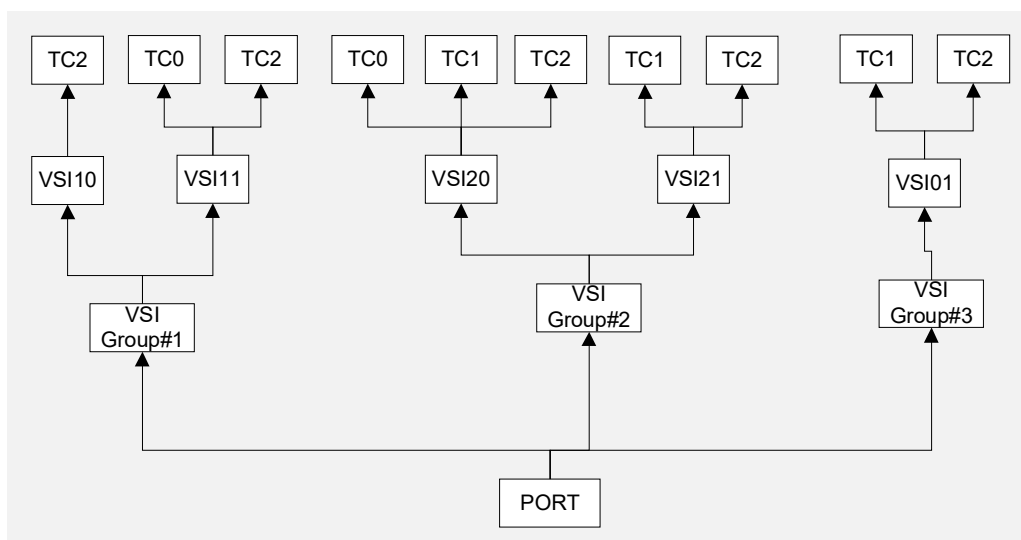 TC2
TC0
TC2
TC0
TC1
TC2
TC1
TC2
TC1
TC2
VSI10
VSI11
VSI20
VSI21
VSI01
VSI
Group#1
VSI
Group#2
VSI
Group#3
PORT